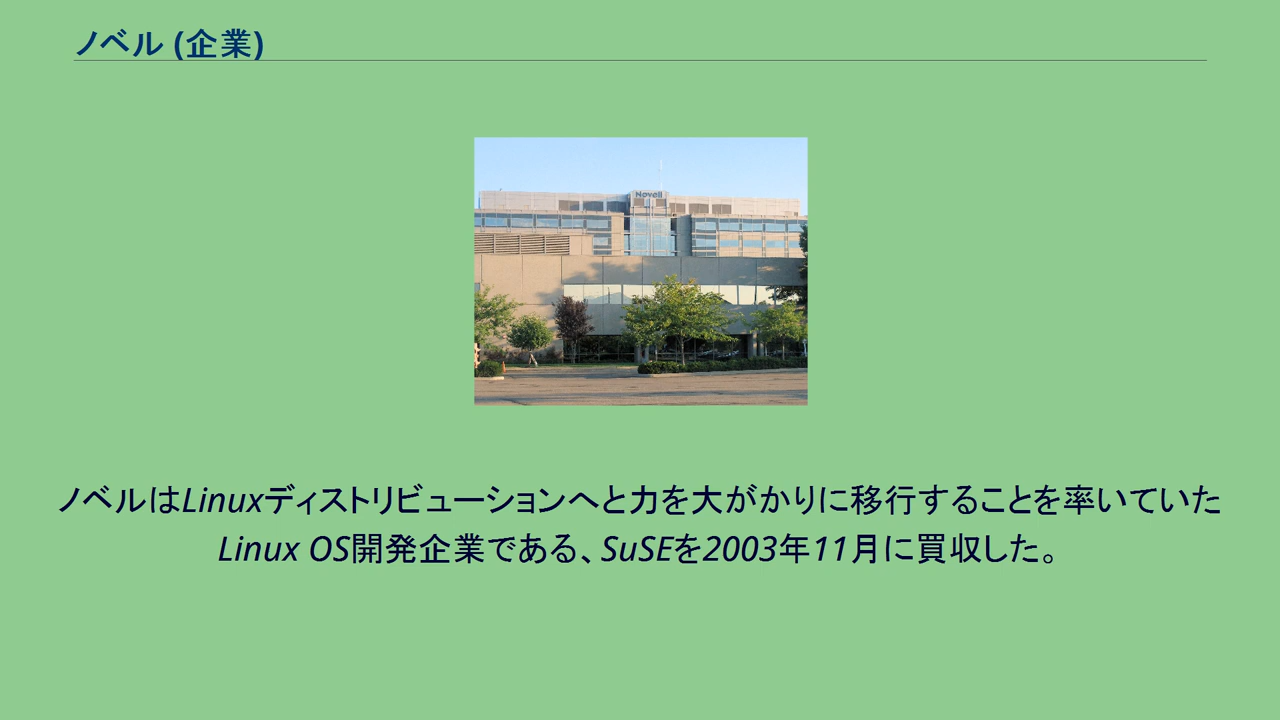 ノベル (企業)
Novell
ノベルはLinuxディストリビューションへと力を大がかりに移行することを率いていた
Linux OS開発企業である、SuSEを2003年11月に買収した。